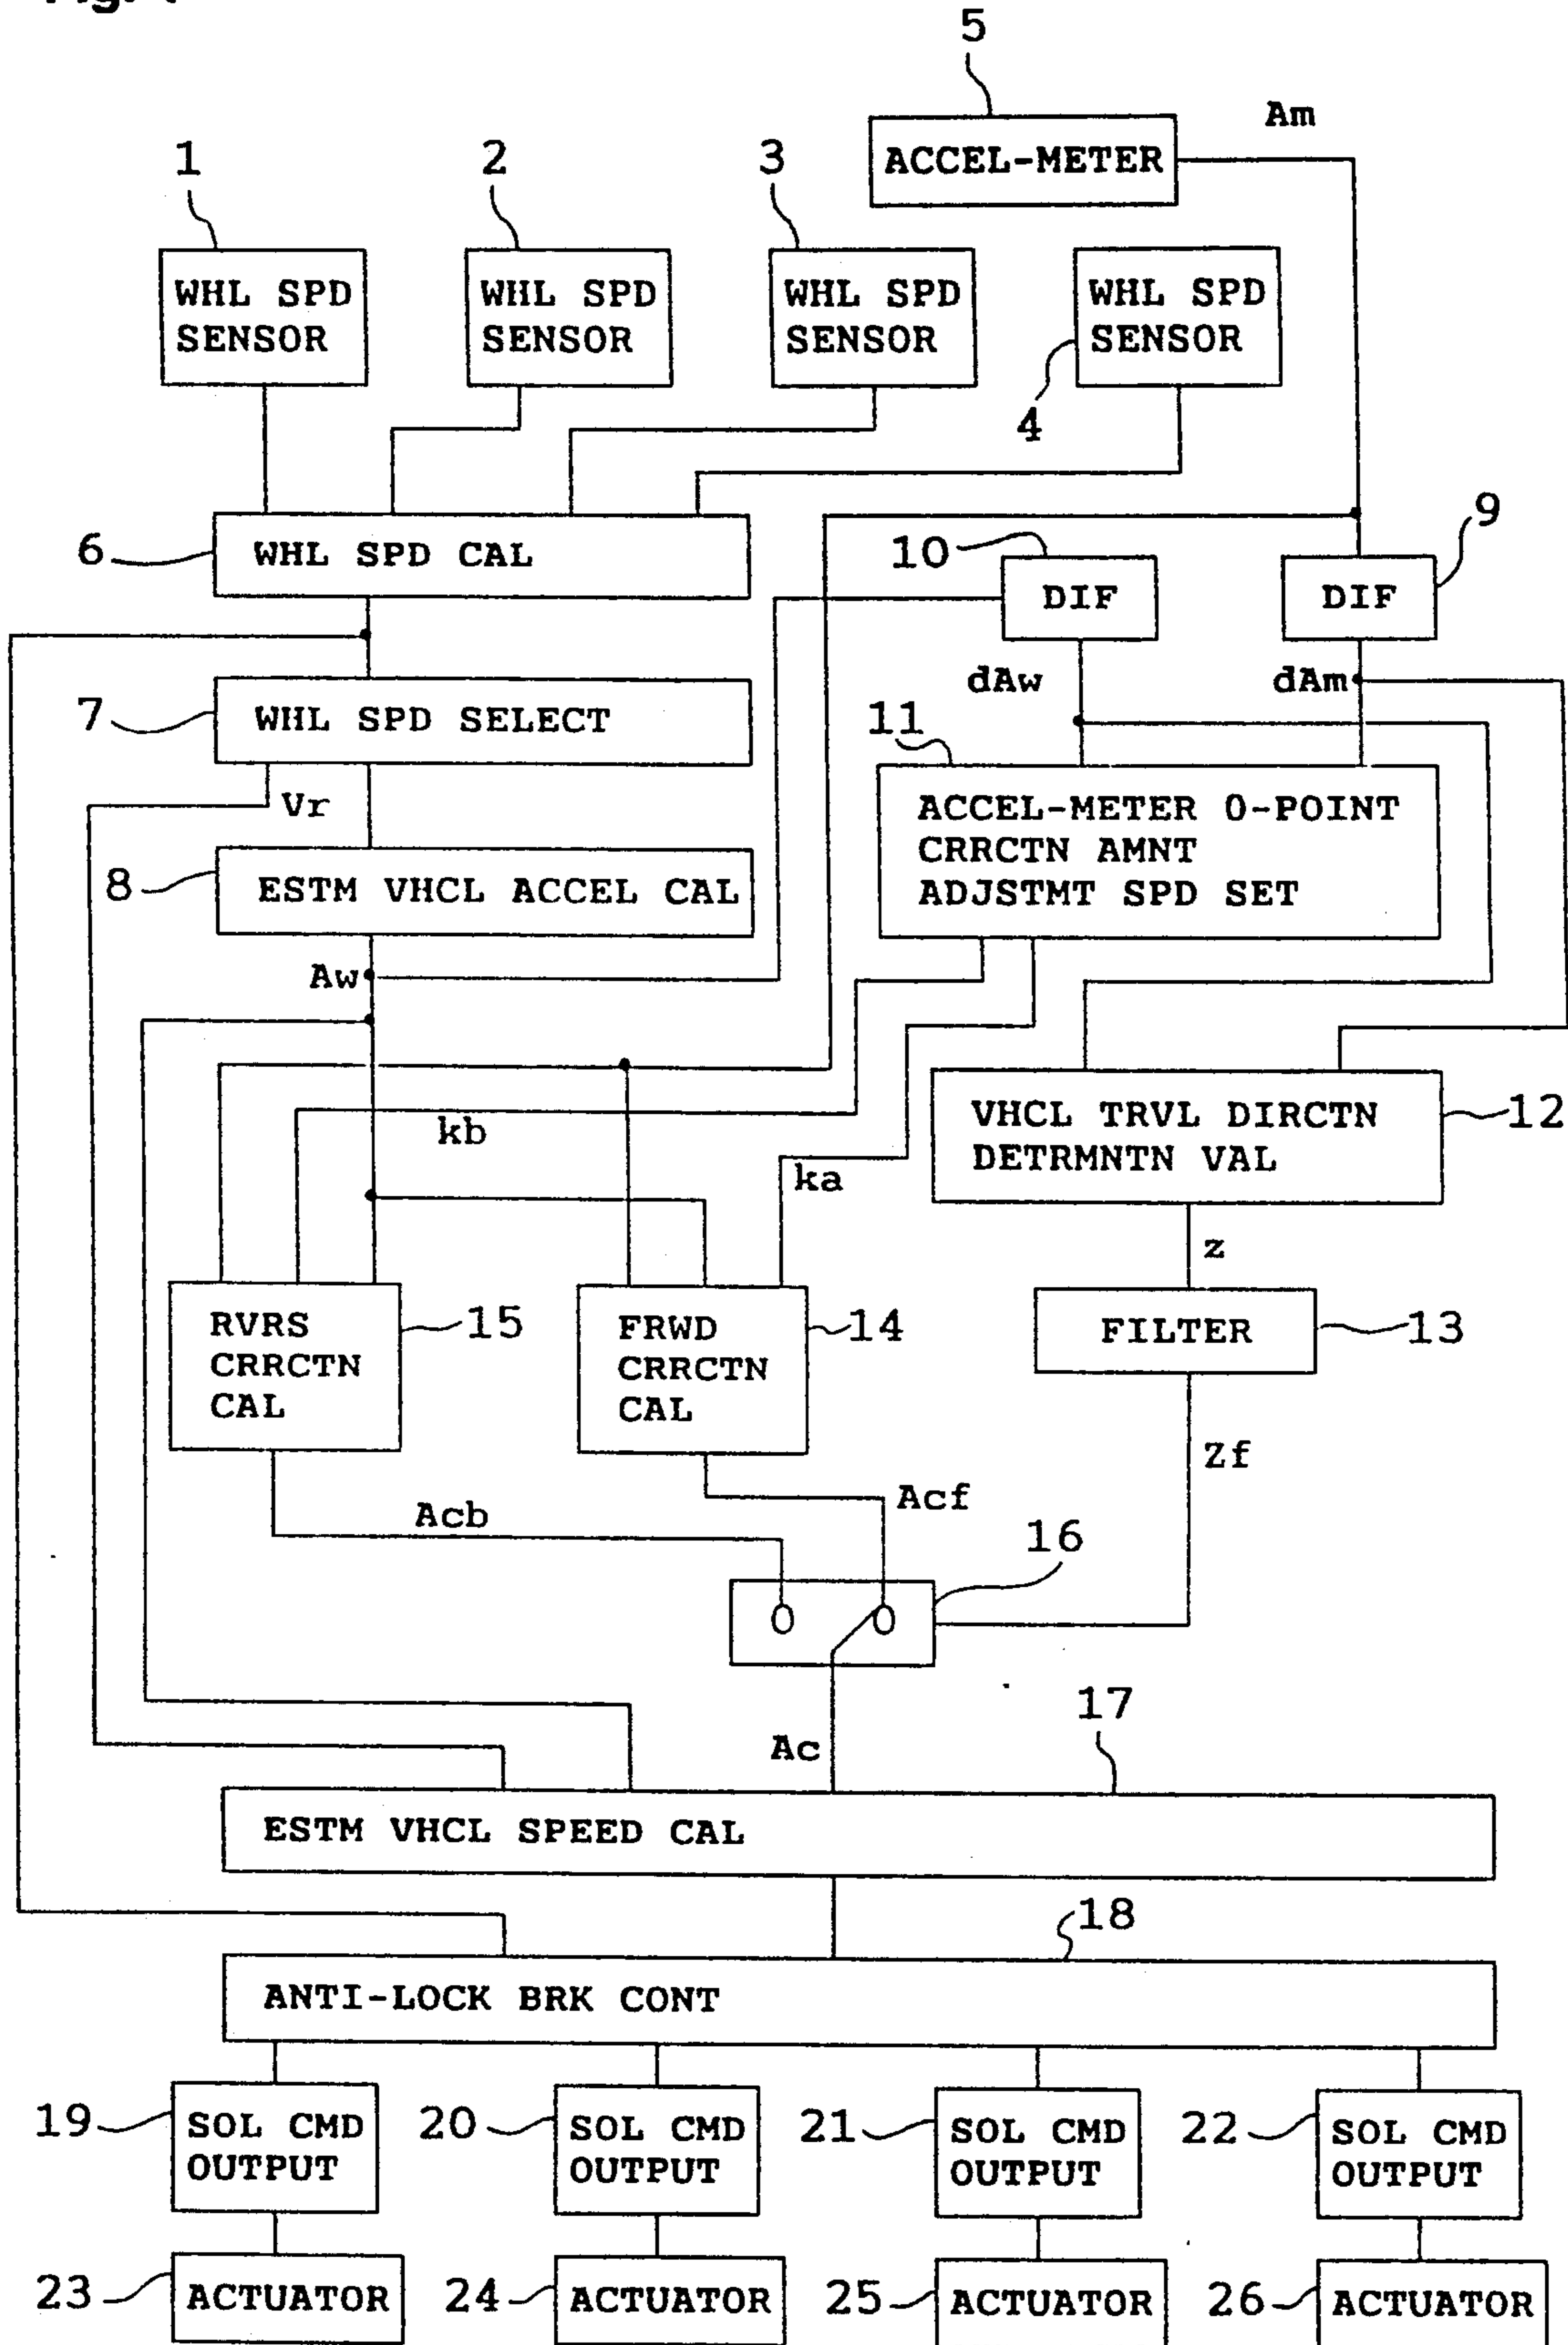 5
Am
ACCEL-METER
1
2
3
WHL SPD
SENSOR
WHL SPD
SENSOR
WHL SPD
SENSOR
WHL SPD
SENSOR
4
9
10
6
WHL SPD CAL
DIF
DIF
dAw
dAm
7
WHL SPD SELECT
11
Vr
ACCEL-METER 0-POINT
CRRCTN AMNT
ADJSTMT SPD SET
8
ESTM VHCL ACCEL CAL
Aw
kb
VHCL TRVL DIRCTN
DETRMNTN VAL
12
ka
z
RVRS
CRRCTN
CAL
15
FRWD
CRRCTN
CAL
14
FILTER
13
Zf
Acb
Acf
16
17
Ac
ESTM VHCL SPEED CAL
18
ANTI-LOCK BRK CONT
19
SOL CMD
OUTPUT
20
SOL CMD
OUTPUT
21
SOL CMD
OUTPUT
22
SOL CMD
OUTPUT
23
ACTUATOR
24
ACTUATOR
25
ACTUATOR
26
ACTUATOR